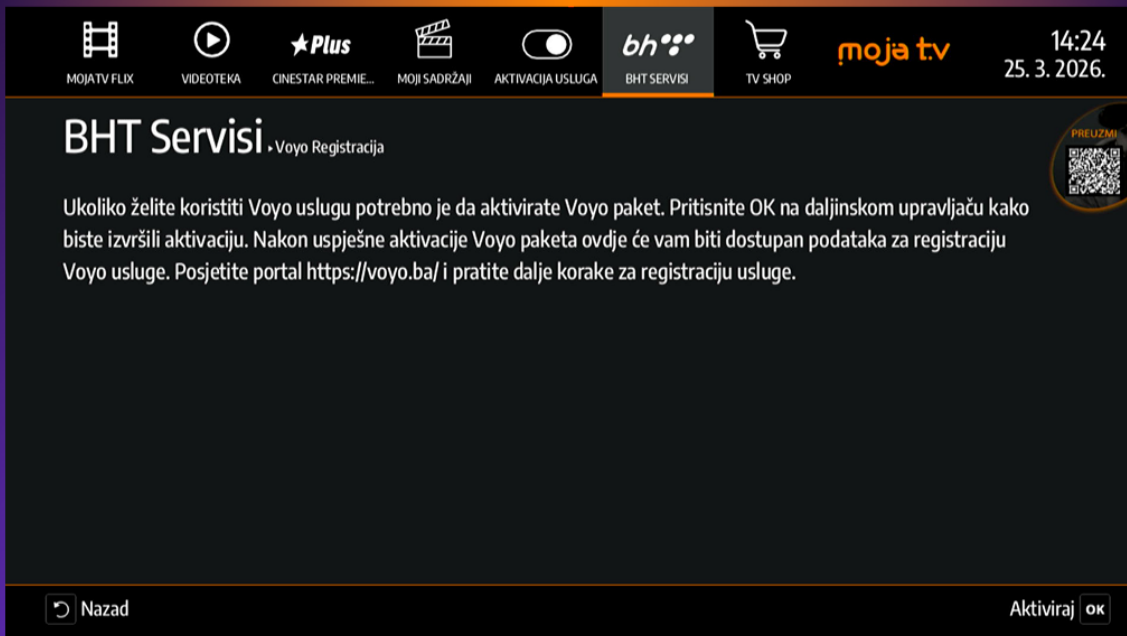 MOJATV FLIX
VIDEOTEKA
Plus
CINESTAR PREMIE...
MOJI SADRŽAJI
AKTIVACIJA USLUGA
bh
BHT SERVISI
TV SHOP
moja tv
14:24
25. 3. 2026.
BHT Servisi
Voyo Registracija
PREUZMI
Ukoliko želite koristiti Voyo uslugu potrebno je da aktivirate Voyo paket. Pritisnite OK na daljinskom upravljaču kako
biste izvršili aktivaciju. Nakon uspješne aktivacije Voyo paketa ovdje će vam biti dostupan podataka za registraciju
Voyo usluge. Posjetite portal https://voyo.ba/ i pratite dalje korake za registraciju usluge.
Nazad
Aktiviraj OK